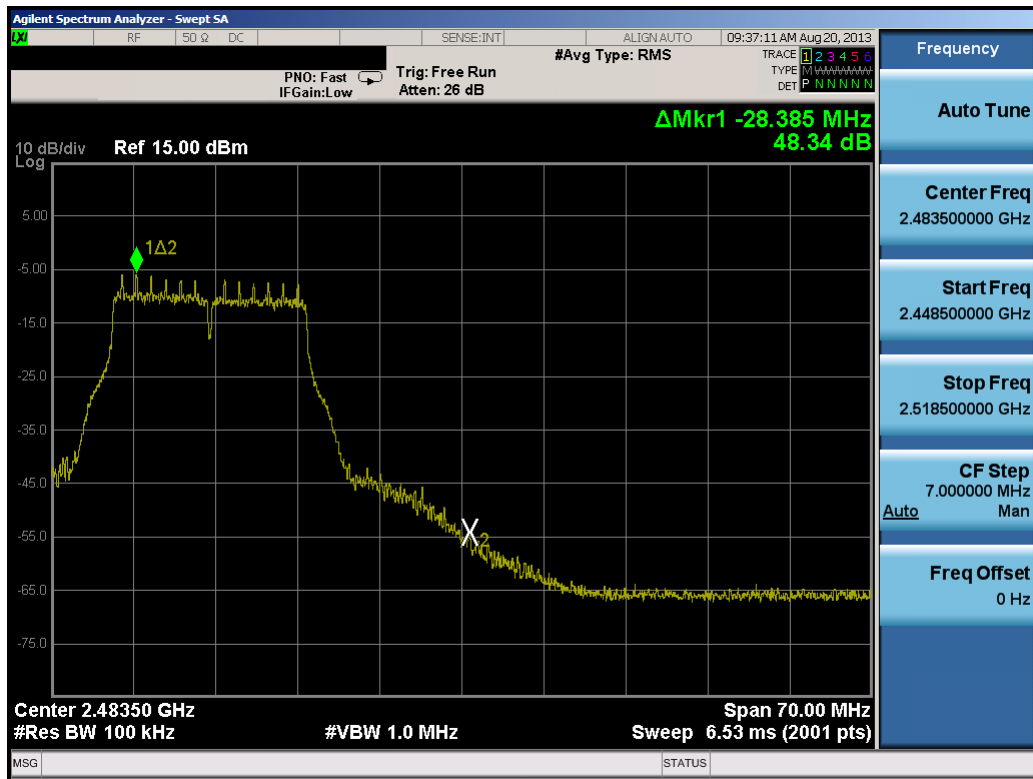 Agilent Spectrum Analyzer - Swept SA
LXI RF 50 Ω DC SENSE:INT ALIGN AUTO 09:37:11 AM Aug 20, 2013
#Avg Type: RMS TRACE 1 2 3 4 5 6
PNO: Fast Trig: Free Run TYPE M WWWWW
IFGain:Low Atten: 26 dB DET P N N N N N
ΔMkr1 -28.385 MHz
48.34 dB
10 dB/div Ref 15.00 dBm
Log
5.00
1Δ2
-5.00
-15.0
-25.0
-35.0
-45.0
-55.0
X2
-65.0
-75.0
Center 2.48350 GHz Span 70.00 MHz
#Res BW 100 kHz #VBW 1.0 MHz Sweep 6.53 ms (2001 pts)
MSG STATUS
Frequency
Auto Tune
Center Freq
2.483500000 GHz
Start Freq
2.448500000 GHz
Stop Freq
2.518500000 GHz
CF Step
7.000000 MHz
Auto Man
Freq Offset
0 Hz